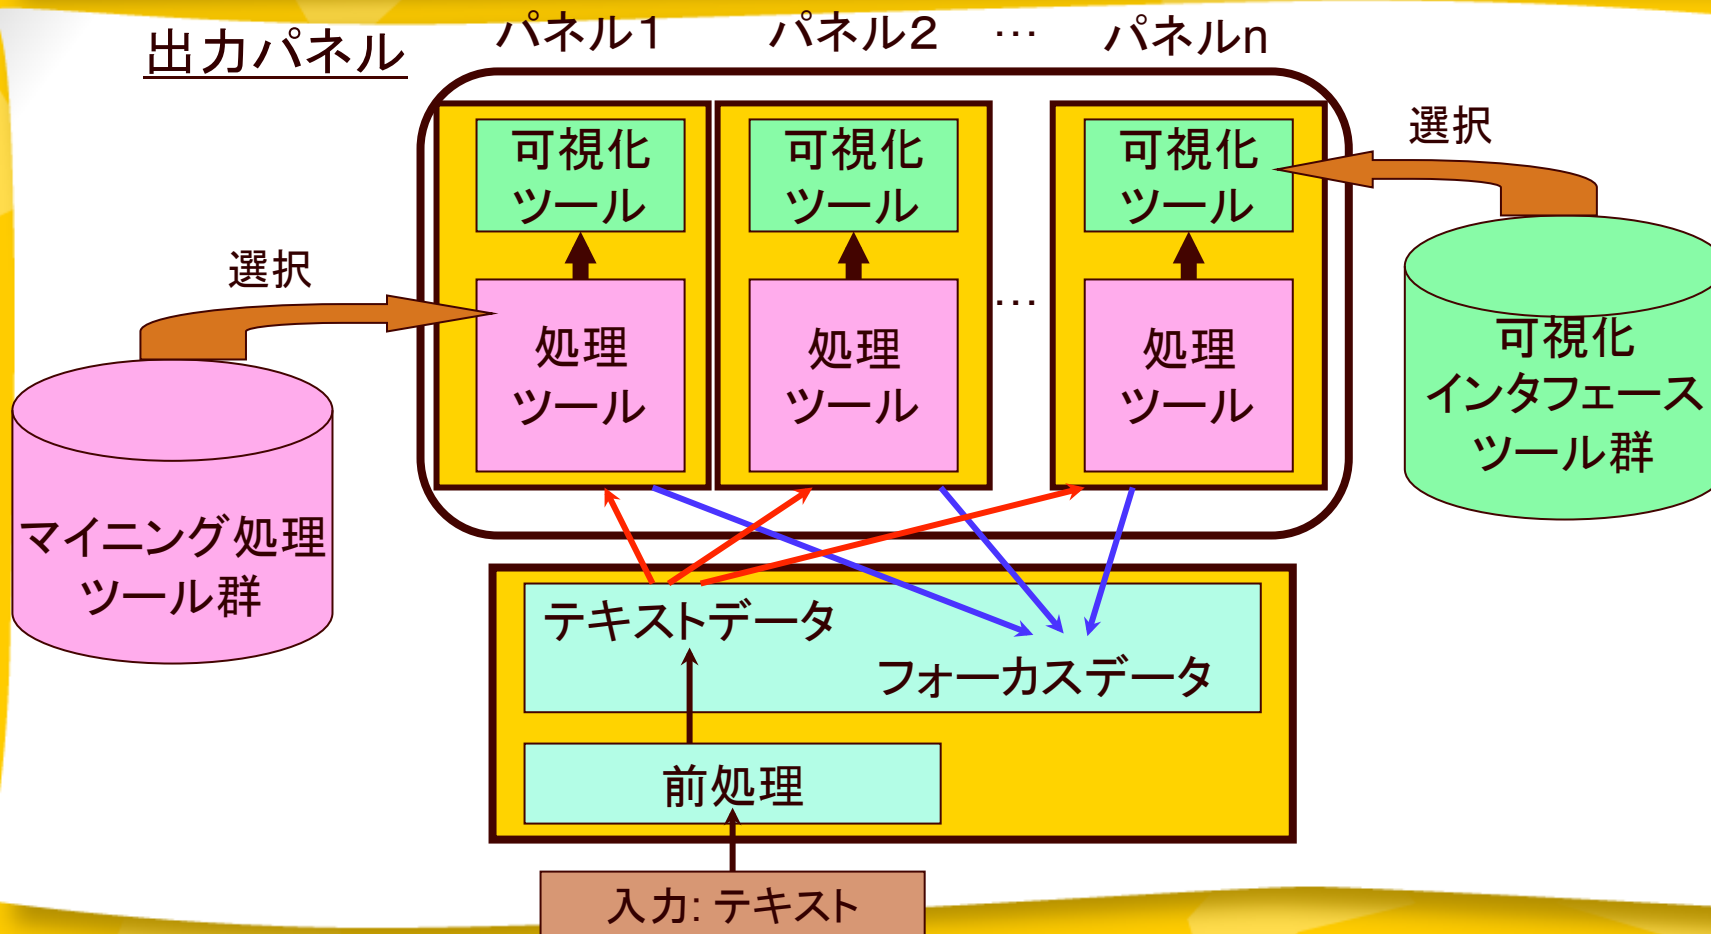 出力パネル
パネル1 パネル2 … パネルn
選択
選択
可視化
ツール
可視化
ツール
可視化
ツール
処理
ツール
処理
ツール
…
処理
ツール
マイニング処理
ツール群
可視化
インタフェース
ツール群
テキストデータ
フォーカスデータ
前処理
入力: テキスト